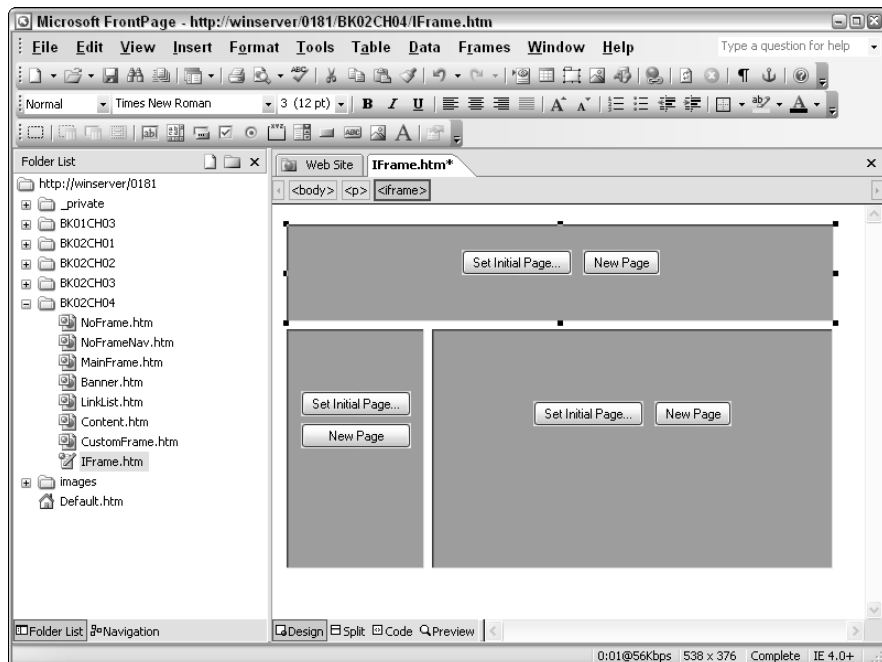 Microsoft FrontPage - http://winserver/0181/BK02CH04/IFrame.htm
File Edit View Insert Format Tools Table Data Frames Window Help Type a question for help
Normal Times New Roman 3 (12 pt) B I U A A ab A
abl ABC A
Folder List
Web Site IFrame.htm*
http://winserver/0181
<body> <p> <iframe>
_private
BK01CH03
BK02CH01
BK02CH02
BK02CH03
BK02CH04
NoFrame.htm
NoFrameNav.htm
MainFrame.htm
Banner.htm
LinkList.htm
Content.htm
CustomFrame.htm
IFrame.htm
images
Default.htm
Set Initial Page... New Page
Set Initial Page...
New Page
Set Initial Page... New Page
Folder List Navigation
Design Split Code Preview
0:01@56Kbps 538 x 376 Complete IE 4.0+